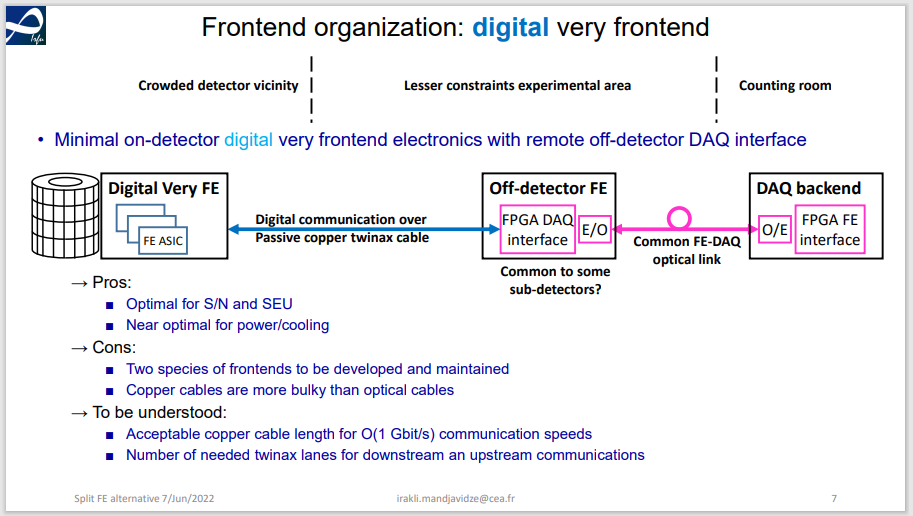 Irfu
Frontend organization: digital very frontend
Crowded detector vicinity
Lesser constraints experimental area
Counting room
• Minimal on-detector digital very frontend electronics with remote off-detector DAQ interface
Digital Very FE
FE ASIC
Digital communication over
Passive copper twinax cable
Off-detector FE
FPGA DAQ
interface
E/O
Common to some
sub-detectors?
Common FE-DAQ
optical link
DAQ backend
O/E
FPGA FE
interface
→ Pros:
■ Optimal for S/N and SEU
■ Near optimal for power/cooling
→ Cons:
■ Two species of frontends to be developed and maintained
■ Copper cables are more bulky than optical cables
→ To be understood:
■ Acceptable copper cable length for O(1 Gbit/s) communication speeds
■ Number of needed twinax lanes for downstream an upstream communications
Split FE alternative 7/Jun/2022
irakli.mandjavidze@cea.fr
7